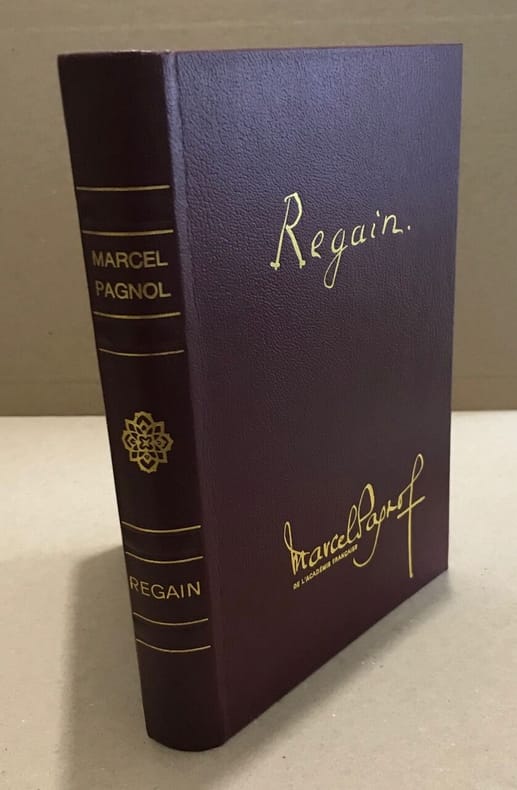 MARCEL
PAGNOL
REGAIN
Regain.
Marcel Pagnol
DE L'ACADÉMIE FRANÇAISE